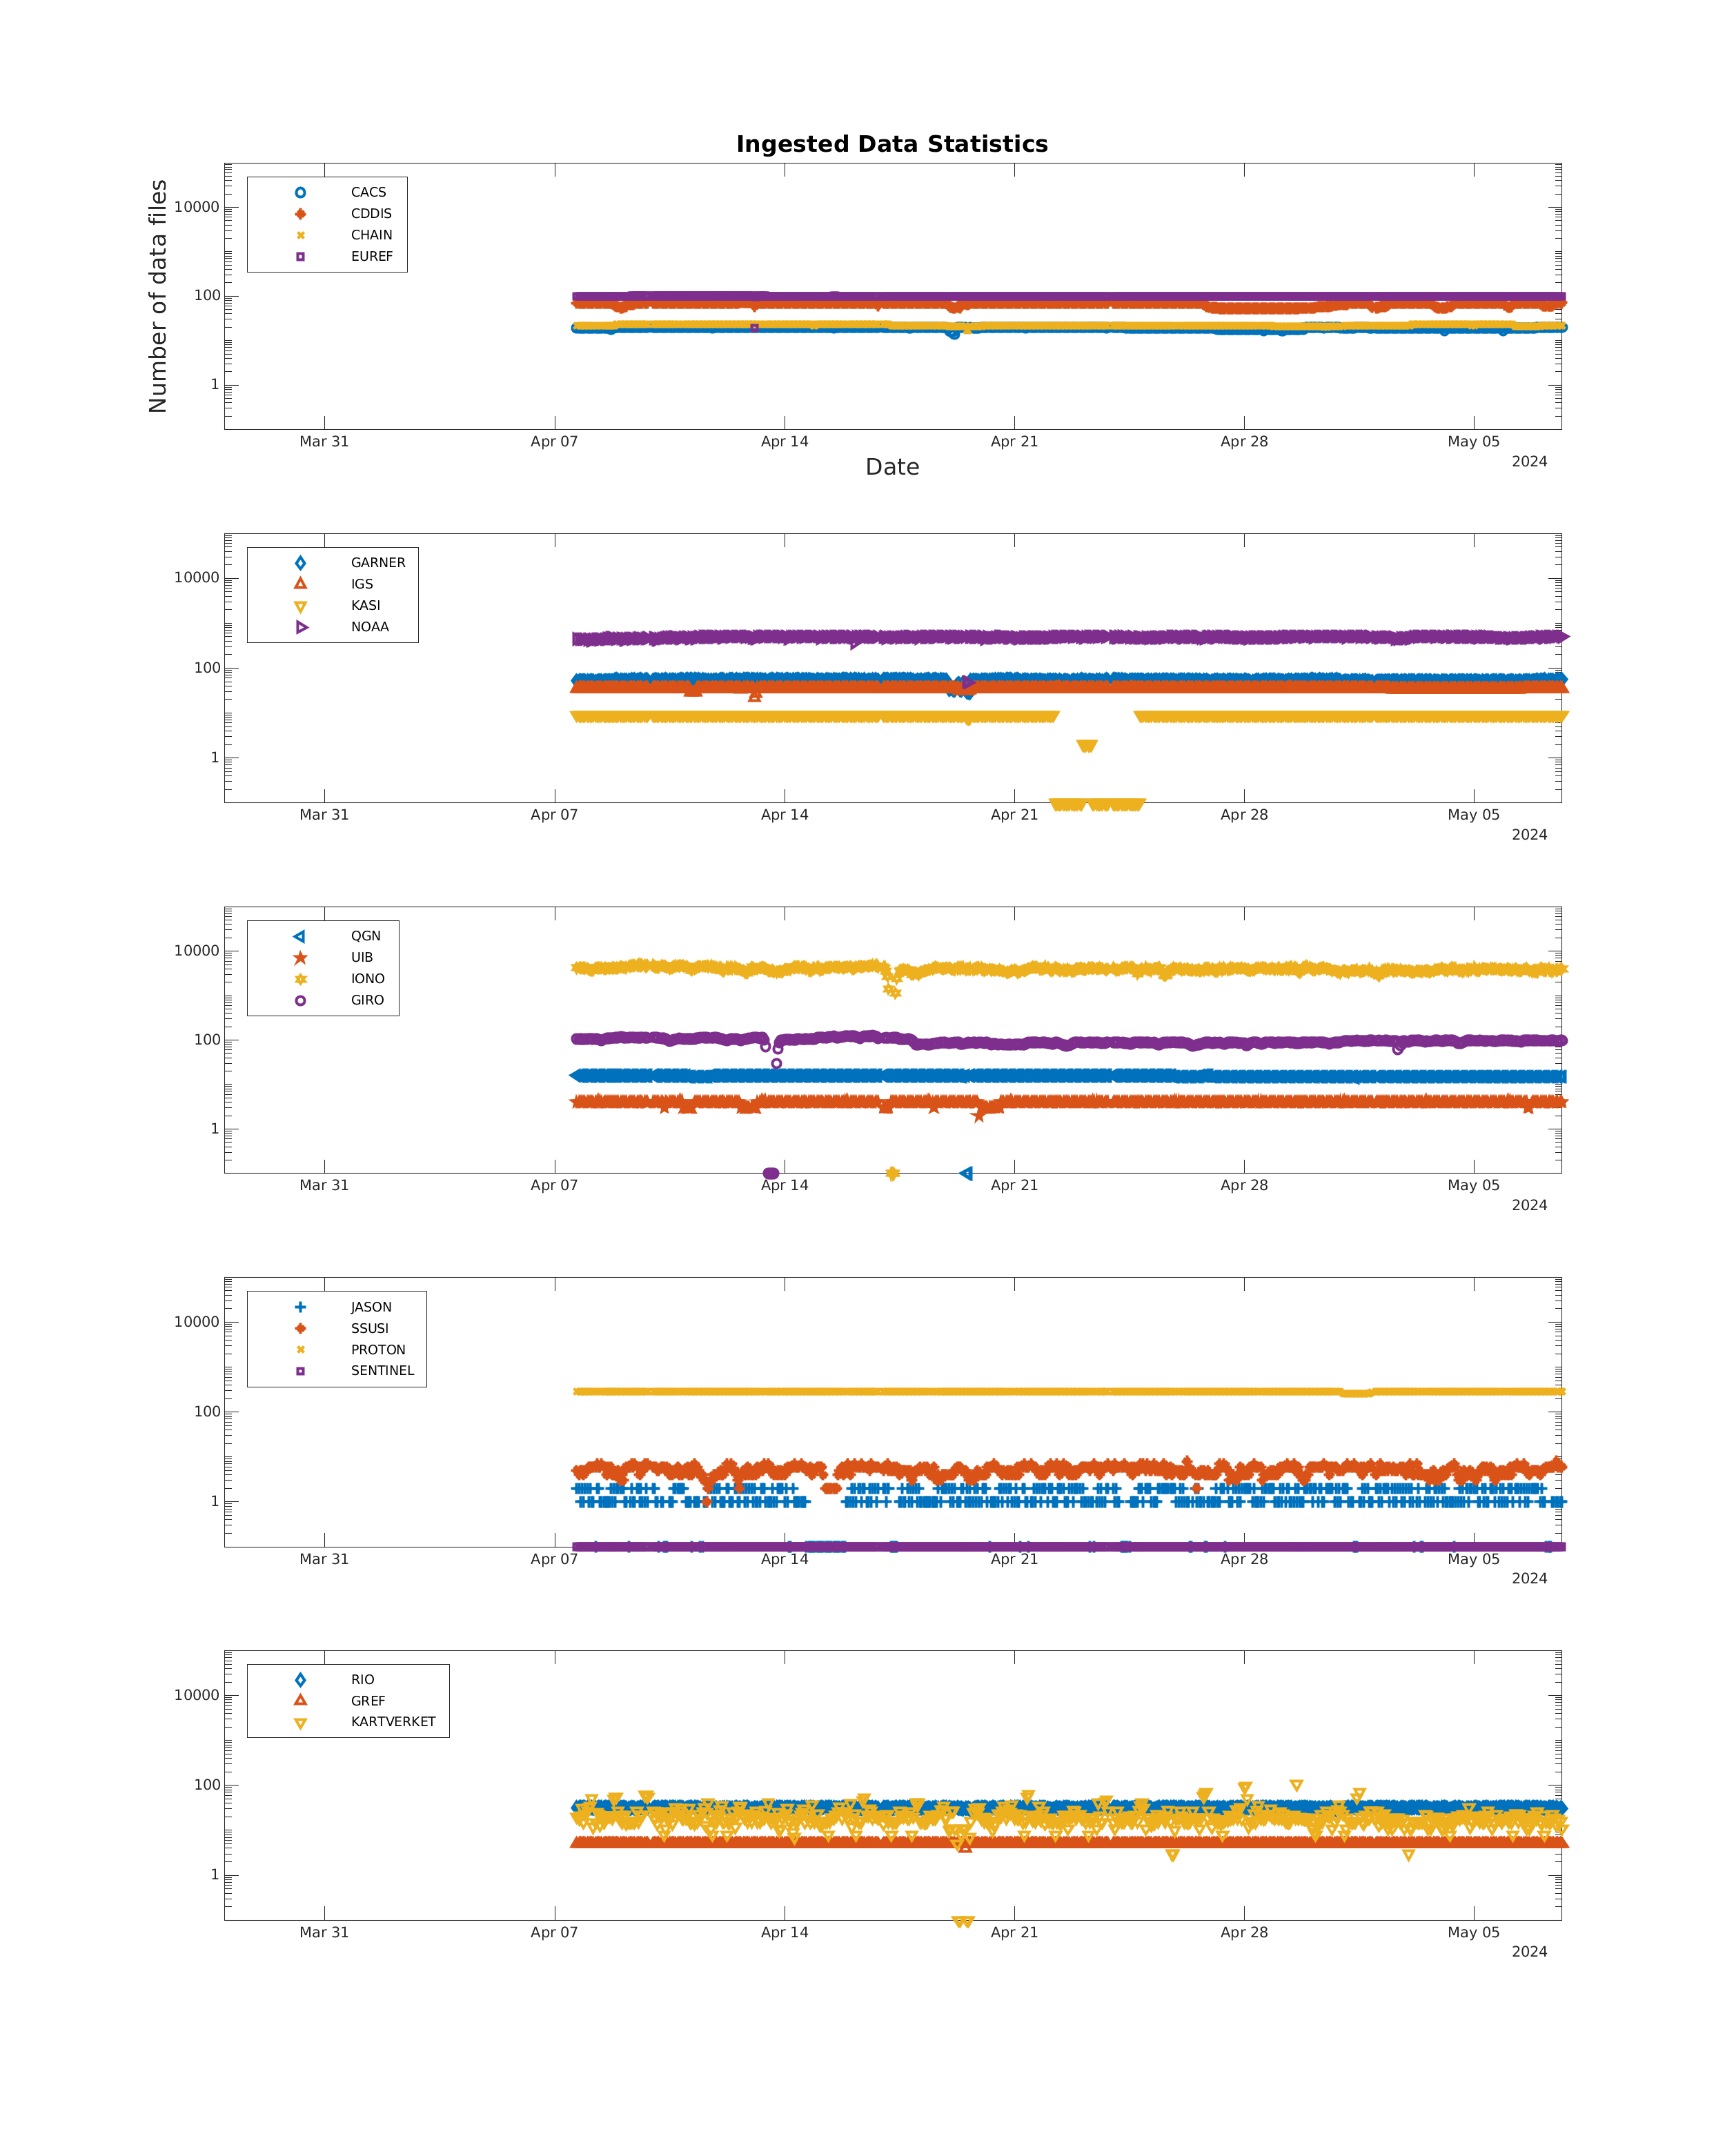 Ingested Data Statistics
Number of data files
10000
100
1
CACS
CDDIS
CHAIN
EUREF
Mar 31 Apr 07 Apr 14 Apr 21 Apr 28 May 05
2024
Date
10000
100
1
GARNER
IGS
KASI
NOAA
Mar 31 Apr 07 Apr 14 Apr 21 Apr 28 May 05
2024
10000
100
1
QGN
UIB
IONO
GIRO
Mar 31 Apr 07 Apr 14 Apr 21 Apr 28 May 05
2024
10000
100
1
JASON
SSUSI
PROTON
SENTINEL
Mar 31 Apr 07 Apr 14 Apr 21 Apr 28 May 05
2024
10000
100
1
RIO
GREF
KARTVERKET
Mar 31 Apr 07 Apr 14 Apr 21 Apr 28 May 05
2024